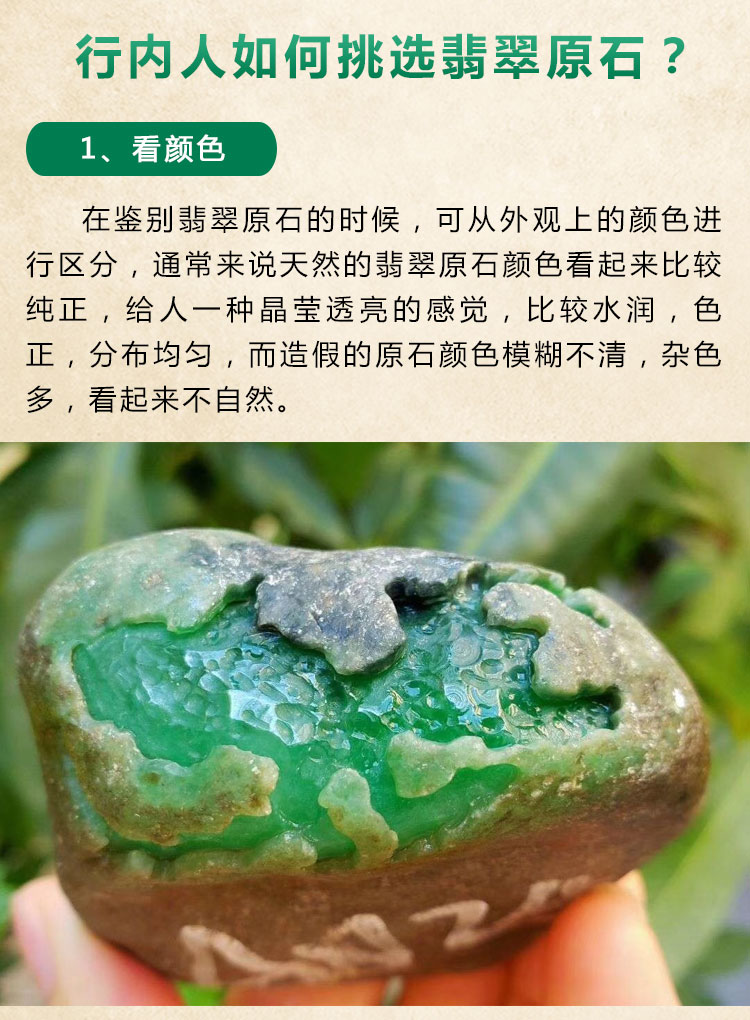 行内人如何挑选翡翠原石？
1、看颜色
在鉴别翡翠原石的时候，可从外观上的颜色进
行区分，通常来说天然的翡翠原石颜色看起来比较
纯正，给人一种晶莹透亮的感觉，比较水润，色
正，分布均匀，而造假的原石颜色模糊不清，杂色
多，看起来不自然。